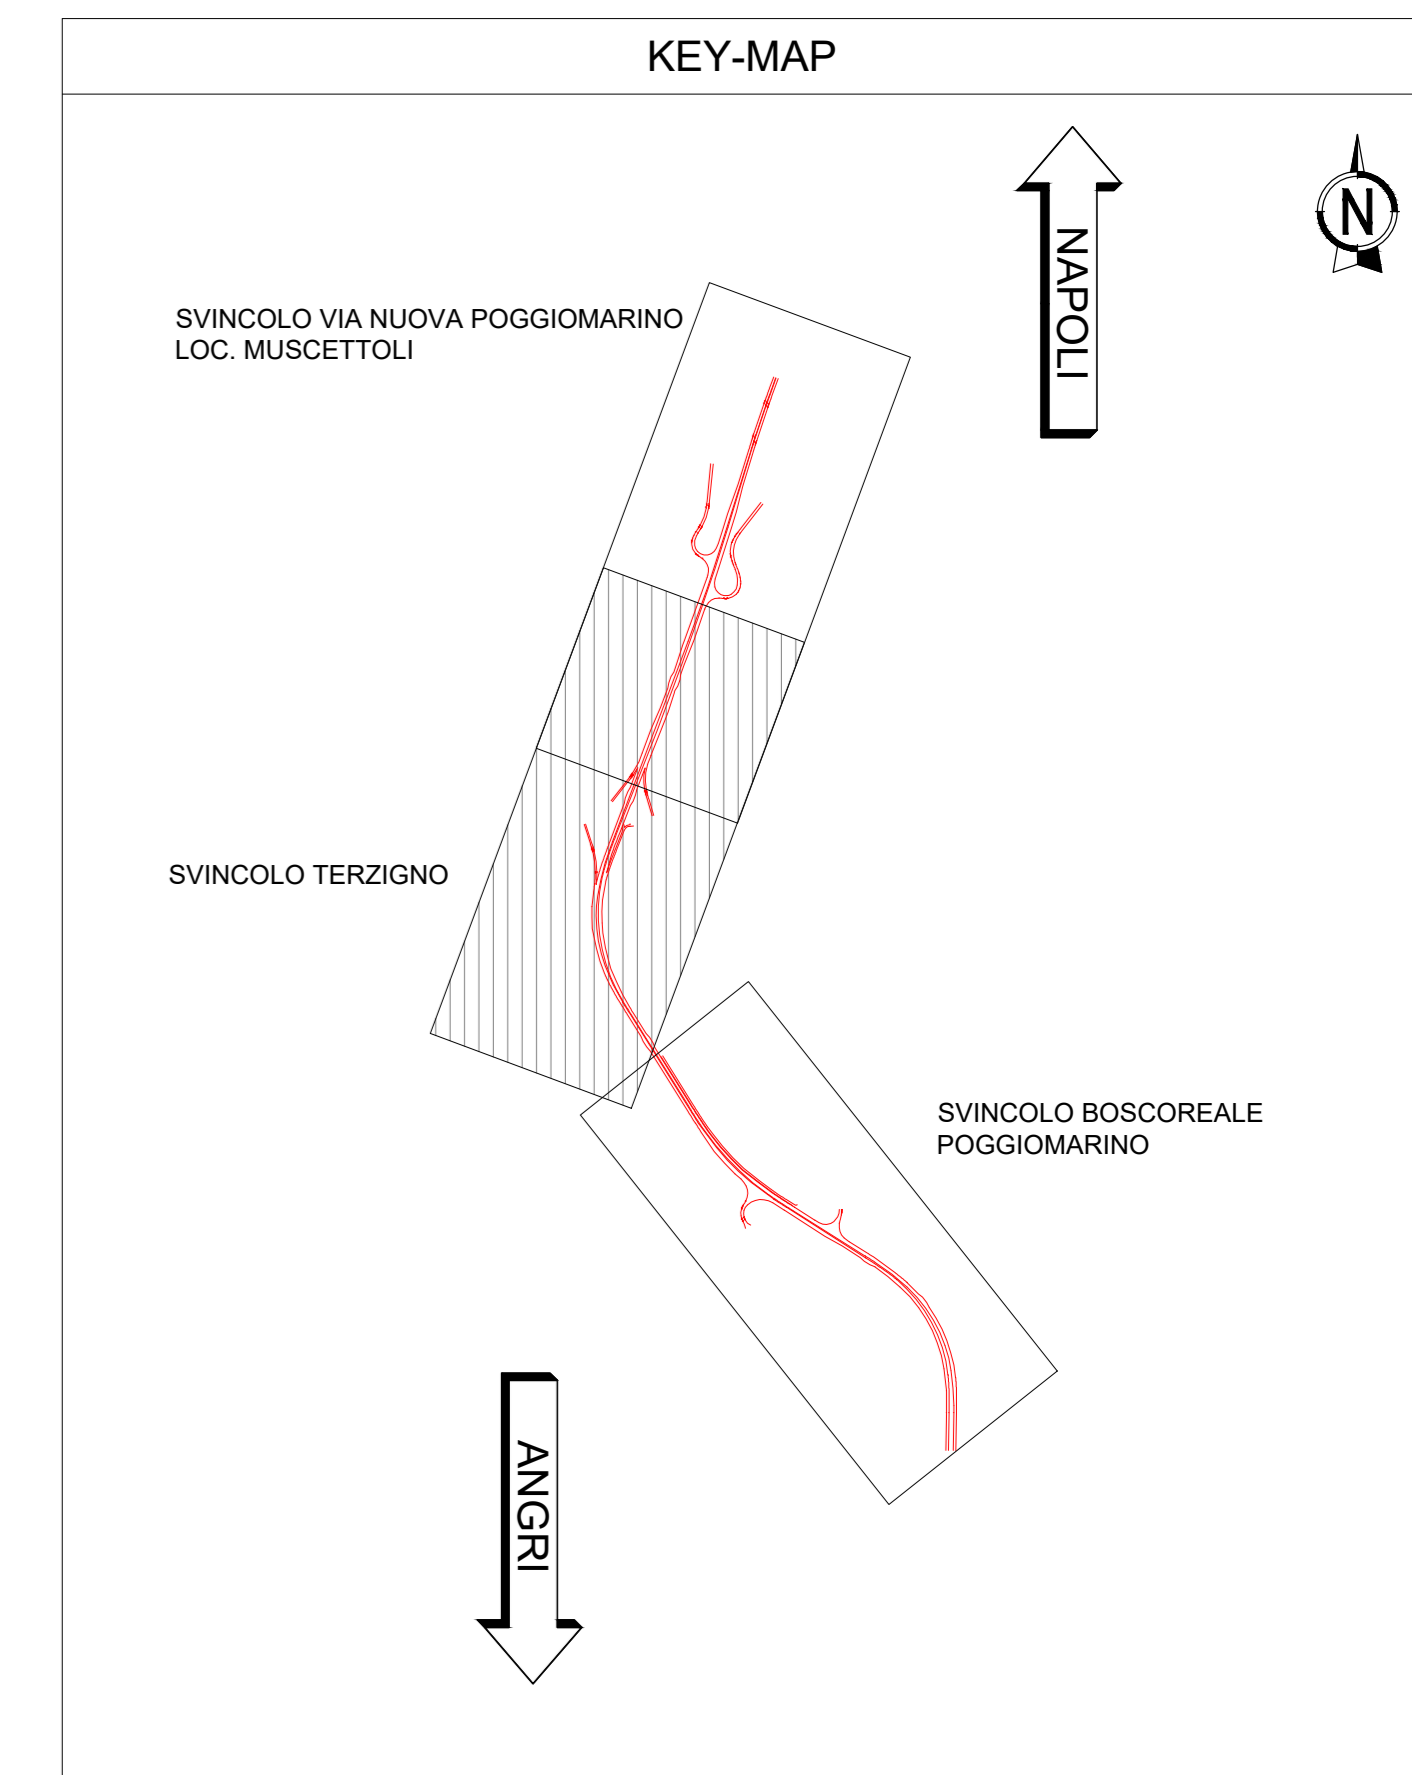 KEY-MAP
NAPOLI
N
SVINCOLO VIA NUOVA POGGIOMARINO
LOC. MUSCETTOLI
SVINCOLO TERZIGNO
SVINCOLO BOSCOREALE
POGGIOMARINO
ANGRI